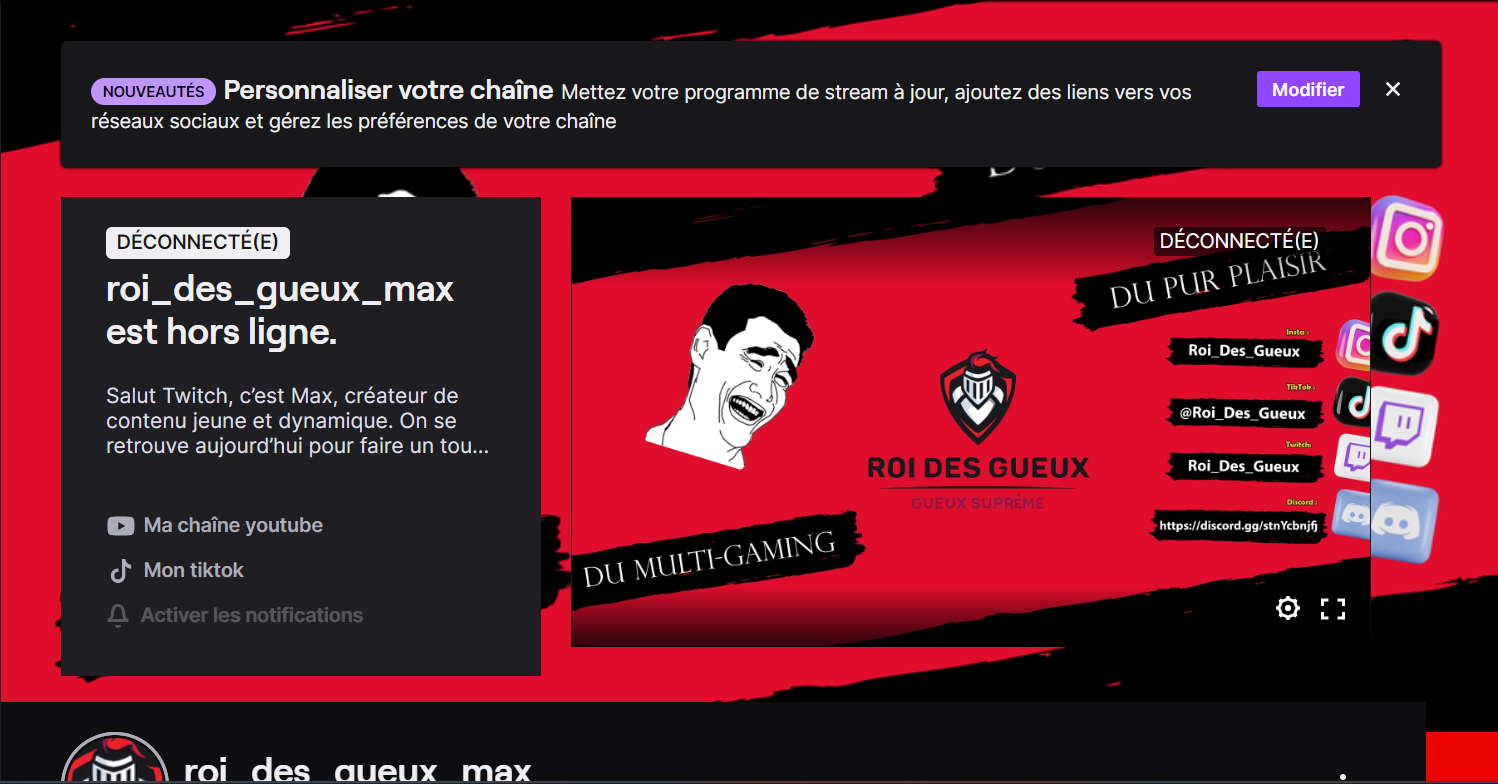 NOUVEAUTÉS Personnaliser votre chaîne Mettez votre programme de stream à jour, ajoutez des liens vers vos
réseaux sociaux et gérez les préférences de votre chaîne
Modifier
DÉCONNECTÉ(E)
roi_des_gueux_max
est hors ligne.
Salut Twitch, c’est Max, créateur de
contenu jeune et dynamique. On se
retrouve aujourd’hui pour faire un tou...
Ma chaîne youtube
Mon tiktok
Activer les notifications
DÉCONNECTÉ(E)
DU PUR PLAISIR
Insta :
Roi_Des_Gueux
TikTok :
@Roi_Des_Gueux
Twitch:
Roi_Des_Gueux
Discord :
https://discord.gg/stnYcbnjfj
ROI DES GUEUX
GUEUX SUPRÈME
DU MULTI-GAMING
roi_des_gueux_max